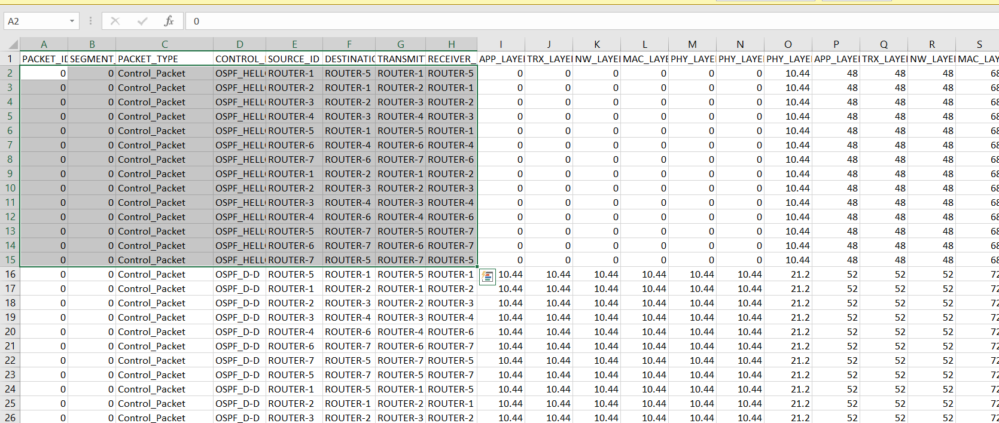 A2 fx 0
A B C D E F G H I J K L M N O P Q R S
1 PACKET_ID SEGMENT_ PACKET_TYPE CONTROL_ SOURCE_ID DESTINATIO TRANSMIT RECEIVER_ APP_LAYE TRX_LAYE NW_LAYE MAC_LAYE PHY_LAYE PHY_LAYE PHY_LAYE APP_LAYE TRX_LAYE NW_LAYE MAC_LAY
2 0 0 Control_Packet OSPF_HELL ROUTER-1 ROUTER-5 ROUTER-1 ROUTER-5 0 0 0 0 0 0 10.44 48 48 48 68
3 0 0 Control_Packet OSPF_HELL ROUTER-2 ROUTER-1 ROUTER-2 ROUTER-1 0 0 0 0 0 0 10.44 48 48 48 68
4 0 0 Control_Packet OSPF_HELL ROUTER-3 ROUTER-2 ROUTER-3 ROUTER-2 0 0 0 0 0 0 10.44 48 48 48 68
5 0 0 Control_Packet OSPF_HELL ROUTER-4 ROUTER-3 ROUTER-4 ROUTER-3 0 0 0 0 0 0 10.44 48 48 48 68
6 0 0 Control_Packet OSPF_HELL ROUTER-5 ROUTER-1 ROUTER-5 ROUTER-1 0 0 0 0 0 0 10.44 48 48 48 68
7 0 0 Control_Packet OSPF_HELL ROUTER-6 ROUTER-4 ROUTER-6 ROUTER-4 0 0 0 0 0 0 10.44 48 48 48 68
8 0 0 Control_Packet OSPF_HELL ROUTER-7 ROUTER-6 ROUTER-7 ROUTER-6 0 0 0 0 0 0 10.44 48 48 48 68
9 0 0 Control_Packet OSPF_HELL ROUTER-1 ROUTER-2 ROUTER-1 ROUTER-2 0 0 0 0 0 0 10.44 48 48 48 68
10 0 0 Control_Packet OSPF_HELL ROUTER-2 ROUTER-3 ROUTER-2 ROUTER-3 0 0 0 0 0 0 10.44 48 48 48 68
11 0 0 Control_Packet OSPF_HELL ROUTER-3 ROUTER-4 ROUTER-3 ROUTER-4 0 0 0 0 0 0 10.44 48 48 48 68
12 0 0 Control_Packet OSPF_HELL ROUTER-4 ROUTER-6 ROUTER-4 ROUTER-6 0 0 0 0 0 0 10.44 48 48 48 68
13 0 0 Control_Packet OSPF_HELL ROUTER-5 ROUTER-7 ROUTER-5 ROUTER-7 0 0 0 0 0 0 10.44 48 48 48 68
14 0 0 Control_Packet OSPF_HELL ROUTER-6 ROUTER-7 ROUTER-6 ROUTER-7 0 0 0 0 0 0 10.44 48 48 48 68
15 0 0 Control_Packet OSPF_HELL ROUTER-7 ROUTER-5 ROUTER-7 ROUTER-5 0 0 0 0 0 0 10.44 48 48 48 68
16 0 0 Control_Packet OSPF_D-D ROUTER-5 ROUTER-1 ROUTER-5 ROUTER-1 10.44 10.44 10.44 10.44 10.44 10.44 21.2 52 52 52 72
17 0 0 Control_Packet OSPF_D-D ROUTER-1 ROUTER-2 ROUTER-1 ROUTER-2 10.44 10.44 10.44 10.44 10.44 10.44 21.2 52 52 52 72
18 0 0 Control_Packet OSPF_D-D ROUTER-2 ROUTER-3 ROUTER-2 ROUTER-3 10.44 10.44 10.44 10.44 10.44 10.44 21.2 52 52 52 72
19 0 0 Control_Packet OSPF_D-D ROUTER-3 ROUTER-4 ROUTER-3 ROUTER-4 10.44 10.44 10.44 10.44 10.44 10.44 21.2 52 52 52 72
20 0 0 Control_Packet OSPF_D-D ROUTER-4 ROUTER-6 ROUTER-4 ROUTER-6 10.44 10.44 10.44 10.44 10.44 10.44 21.2 52 52 52 72
21 0 0 Control_Packet OSPF_D-D ROUTER-6 ROUTER-7 ROUTER-6 ROUTER-7 10.44 10.44 10.44 10.44 10.44 10.44 21.2 52 52 52 72
22 0 0 Control_Packet OSPF_D-D ROUTER-7 ROUTER-5 ROUTER-7 ROUTER-5 10.44 10.44 10.44 10.44 10.44 10.44 21.2 52 52 52 72
23 0 0 Control_Packet OSPF_D-D ROUTER-5 ROUTER-7 ROUTER-5 ROUTER-7 10.44 10.44 10.44 10.44 10.44 10.44 21.2 52 52 52 72
24 0 0 Control_Packet OSPF_D-D ROUTER-1 ROUTER-5 ROUTER-1 ROUTER-5 10.44 10.44 10.44 10.44 10.44 10.44 21.2 52 52 52 72
25 0 0 Control_Packet OSPF_D-D ROUTER-2 ROUTER-1 ROUTER-2 ROUTER-1 10.44 10.44 10.44 10.44 10.44 10.44 21.2 52 52 52 72
26 0 0 Control_Packet OSPF_D-D ROUTER-3 ROUTER-2 ROUTER-3 ROUTER-2 10.44 10.44 10.44 10.44 10.44 10.44 21.2 52 52 52 72